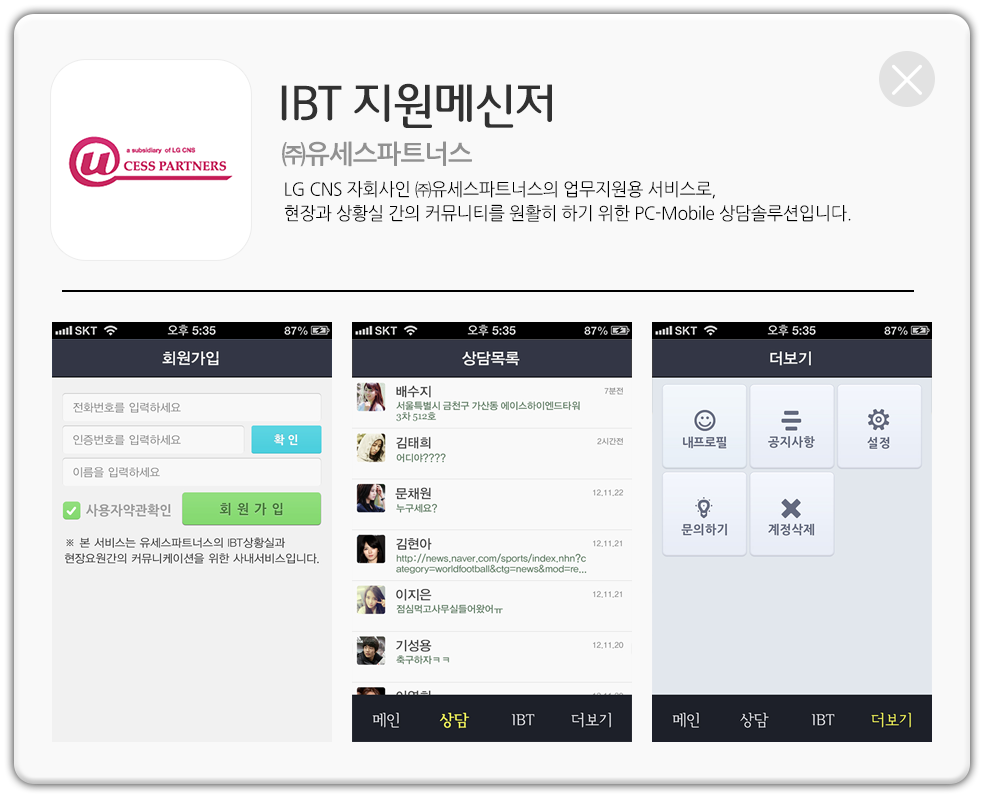 a subsidiary of LG CNS
u CESS PARTNERS
IBT 지원메신저
㈜유세스파트너스
LG CNS 자회사인 ㈜유세스파트너스의 업무지원용 서비스로,
현장과 상황실 간의 커뮤니티를 원활히 하기 위한 PC-Mobile 상담솔루션입니다.
SKT 오후 5:35 87%
회원가입
전화번호를 입력하세요
인증번호를 입력하세요 확 인
이름을 입력하세요
사용자약관확인 회 원 가 입
※ 본 서비스는 유세스파트너스의 IBT상황실과
현장요원간의 커뮤니케이션을 위한 사내서비스입니다.
SKT 오후 5:35 87%
상담목록
배수지 7분전
서울특별시 금천구 가산동 에이스하이엔드타워
3차 512호
김태희 2시간전
어디야????
문채원 12.11.22
누구세요?
김현아 12.11.21
http://news.naver.com/sports/index.nhn?c
ategory=worldfootball&ctg=news&mod=re...
이지은 12.11.21
점심먹고사무실들어왔어ㅠ
기성용 12.11.20
축구하자ㅋㅋ
메인 상담 IBT 더보기
SKT 오후 5:35 87%
더보기
내프로필 공지사항 설정
문의하기 계정삭제
메인 상담 IBT 더보기